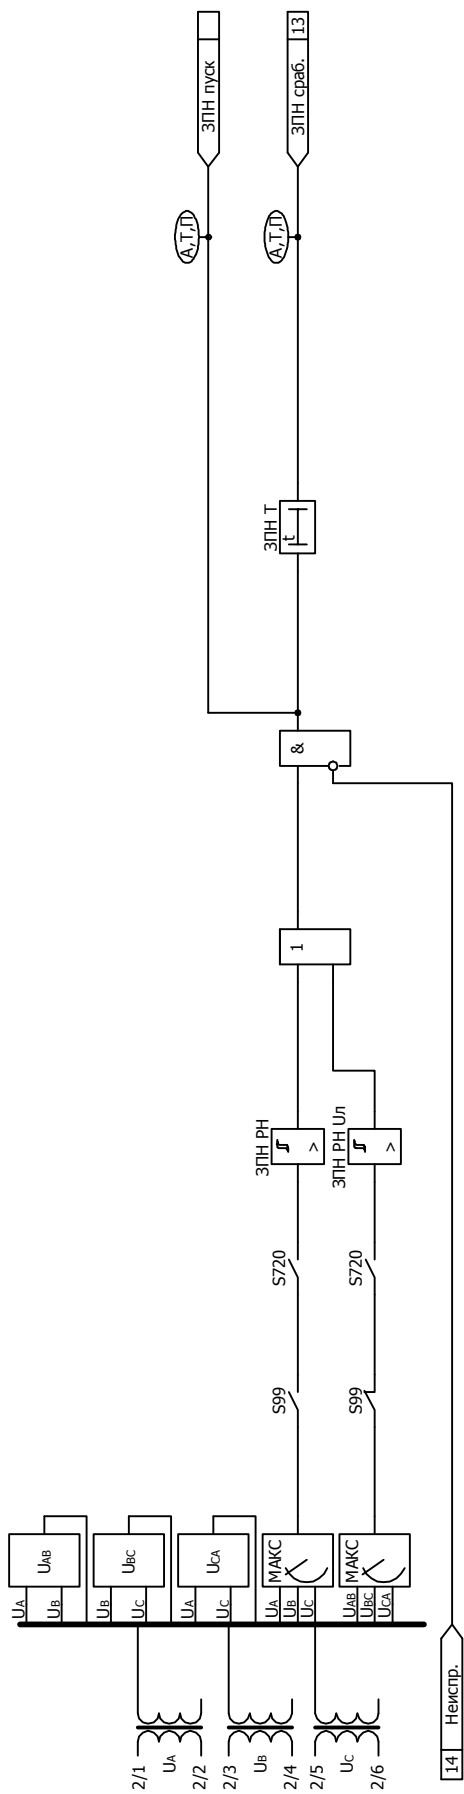 2/1
UA
2/2
2/3
UB
2/4
2/5
UC
2/6
UA
UB
UAB
UB
UC
UBC
UA
UC
UCA
UA
UB
UC
МАКС
UAB
UBC
UCA
МАКС
S99
S720
ЗПН РН
>
S99
S720
ЗПН РН Uл
>
1
&
ЗПН T
t
А,Т,П
ЗПН пуск
А,Т,П
ЗПН сраб.
13
14
Неиспр.